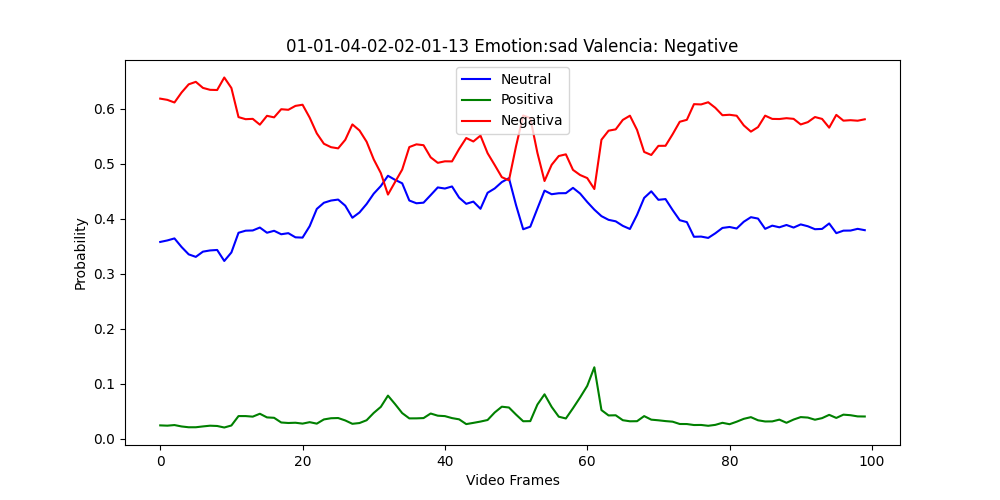 01-01-04-02-02-01-13 Emotion:sad Valencia: Negative
Neutral
Positiva
Negativa
Probability
0.6
0.5
0.4
0.3
0.2
0.1
0.0
0
20
40
60
80
100
Video Frames